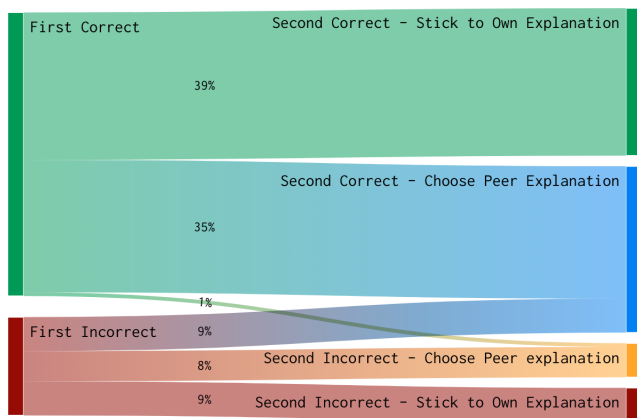 First Correct
Second Correct – Stick to Own Explanation
39%
Second Correct – Choose Peer Explanation
35%
1%
First Incorrect
9%
Second Incorrect – Choose Peer explanation
8%
9%
Second Incorrect – Stick to Own Explanation